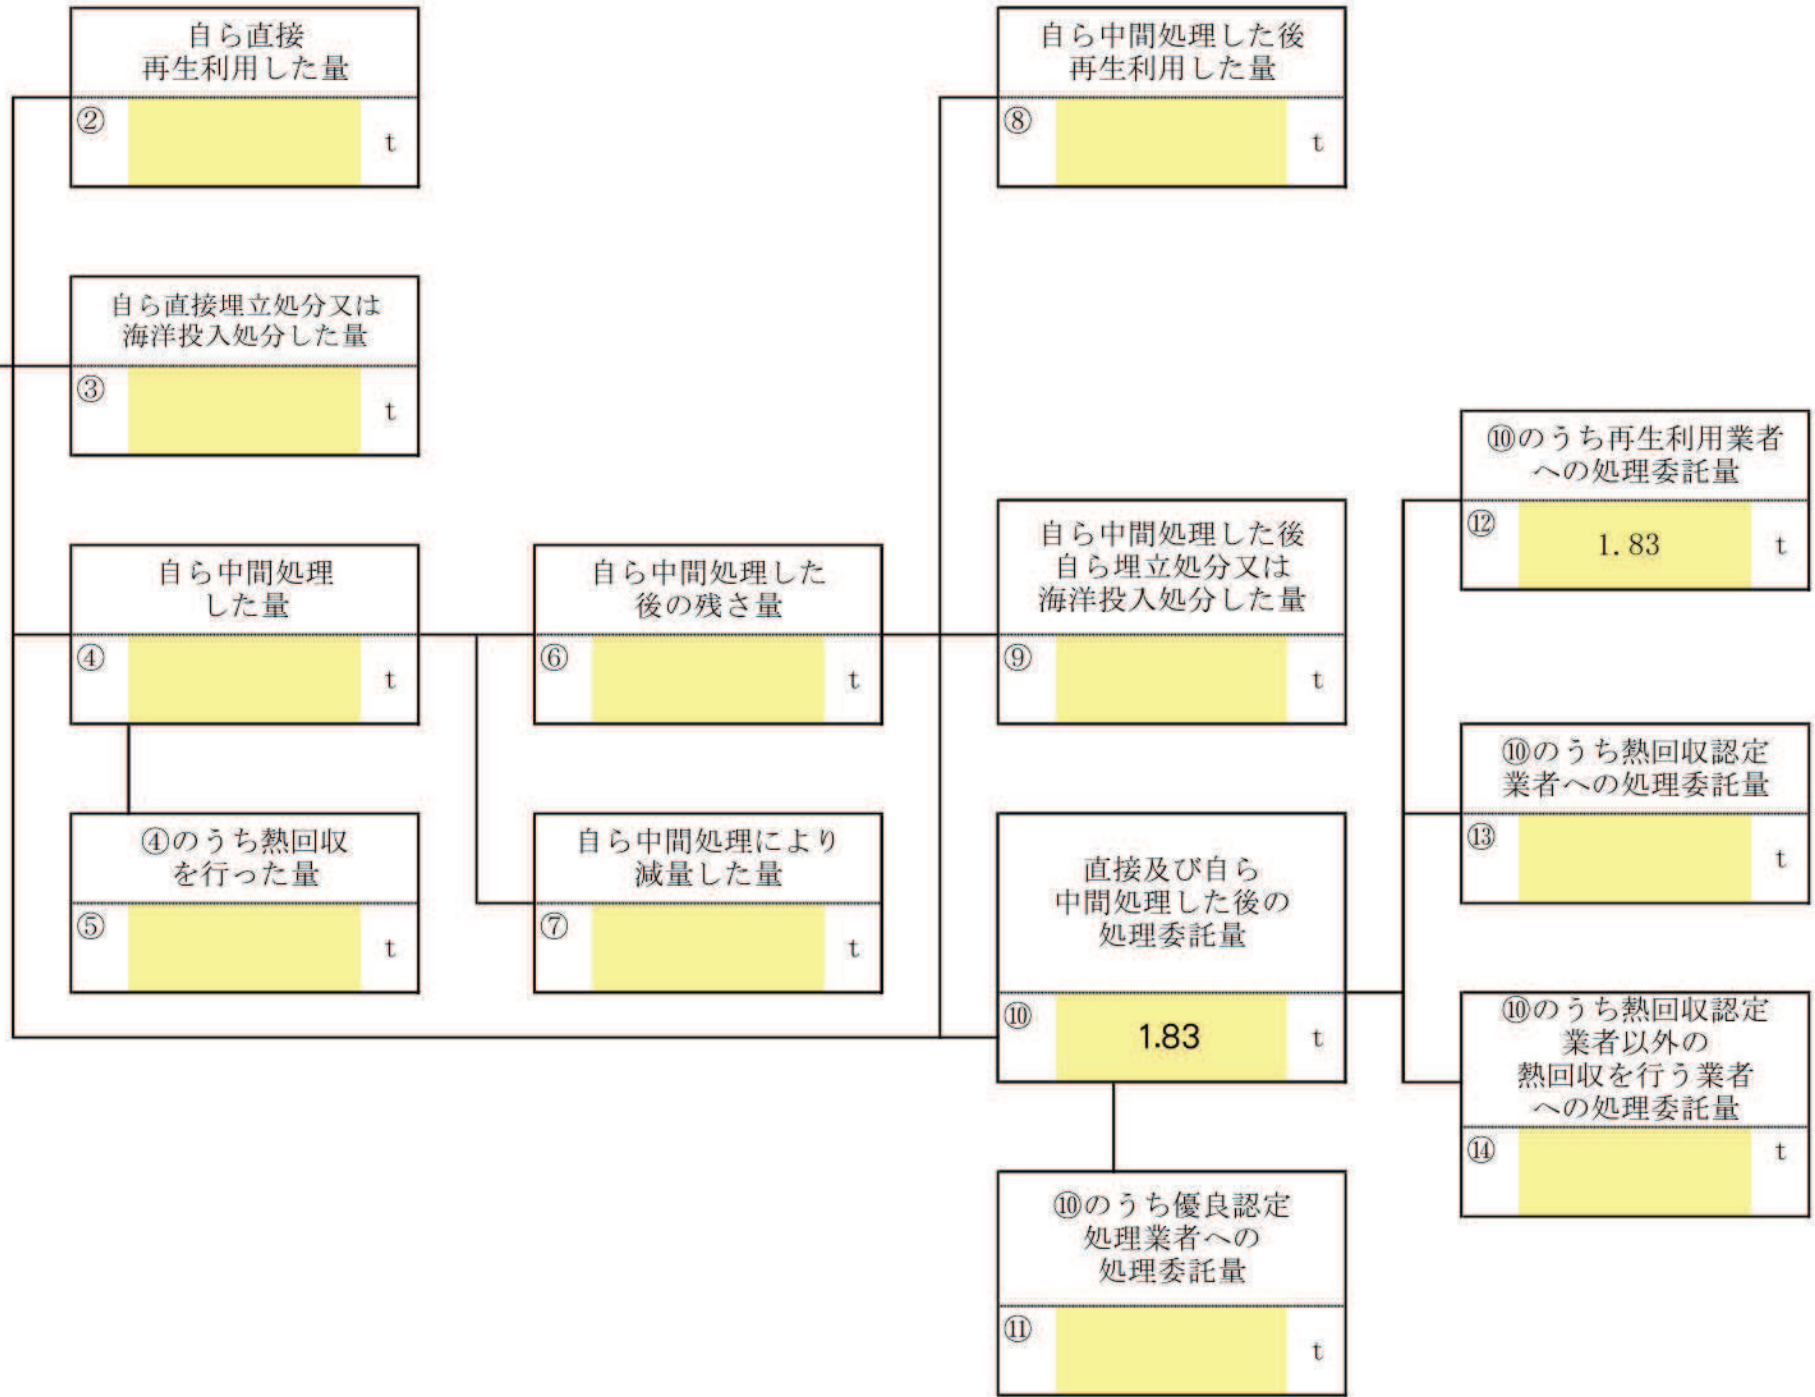 自ら直接
再生利用した量
②
t
自ら中間処理した後
再生利用した量
⑧
t
自ら直接埋立処分又は
海洋投入処分した量
③
t
⑩のうち再生利用業者
への処理委託量
⑫ 1.83 t
自ら中間処理
した量
④
t
自ら中間処理した
後の残さ量
⑥
t
自ら中間処理した後
自ら埋立処分又は
海洋投入処分した量
⑨
t
⑩のうち熱回収認定
業者への処理委託量
⑬
t
④のうち熱回収
を行った量
⑤
t
自ら中間処理により
減量した量
⑦
t
直接及び自ら
中間処理した後の
処理委託量
⑩ 1.83 t
⑩のうち熱回収認定
業者以外の
熱回収を行う業者
への処理委託量
⑭
t
⑩のうち優良認定
処理業者への
処理委託量
⑪
t